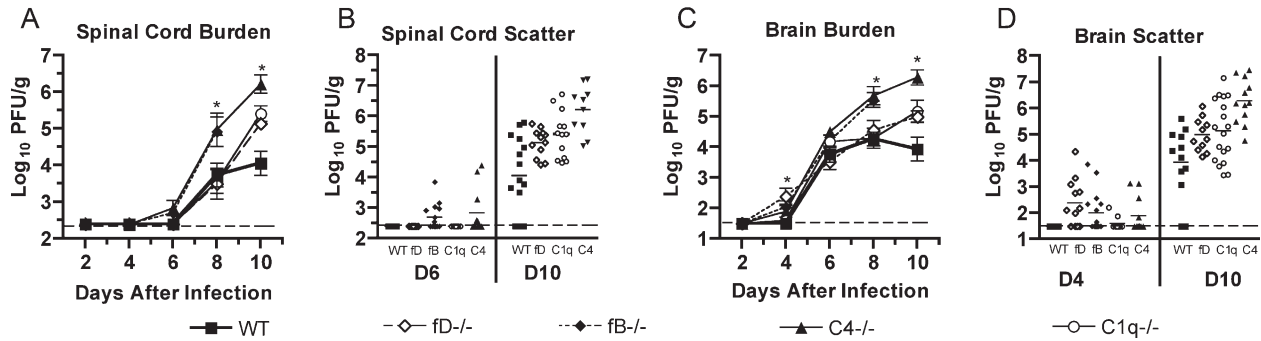 A
Spinal Cord Burden
Log10 PFU/g
7
6
5
4
3
2
*
*
2 4 6 8 10
Days After Infection
B
Spinal Cord Scatter
Log10 PFU/g
8
7
6
5
4
3
2
WT fD fB C1q C4 WT fD C1q C4
D6 D10
C
Brain Burden
Log10 PFU/g
7
6
5
4
3
2
1
*
*
*
2 4 6 8 10
Days After Infection
D
Brain Scatter
Log10 PFU/g
8
7
6
5
4
3
2
1
WT fD fB C1q C4 WT fD C1q C4
D4 D10
WT fD-/- fB-/- C4-/- C1q-/-